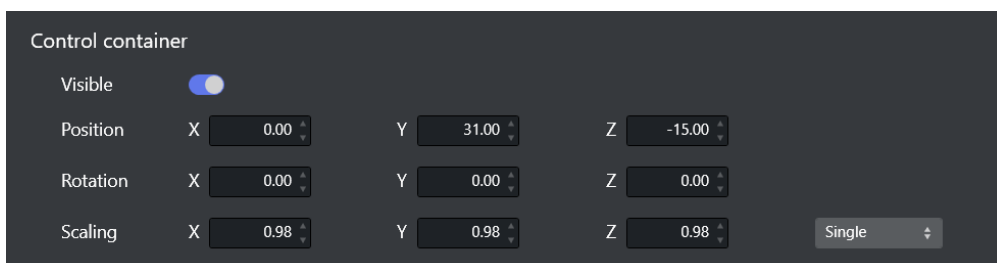 Control container
Visible
Position X 0.00 Y 31.00 Z -15.00
Rotation X 0.00 Y 0.00 Z 0.00
Scaling X 0.98 Y 0.98 Z 0.98 Single